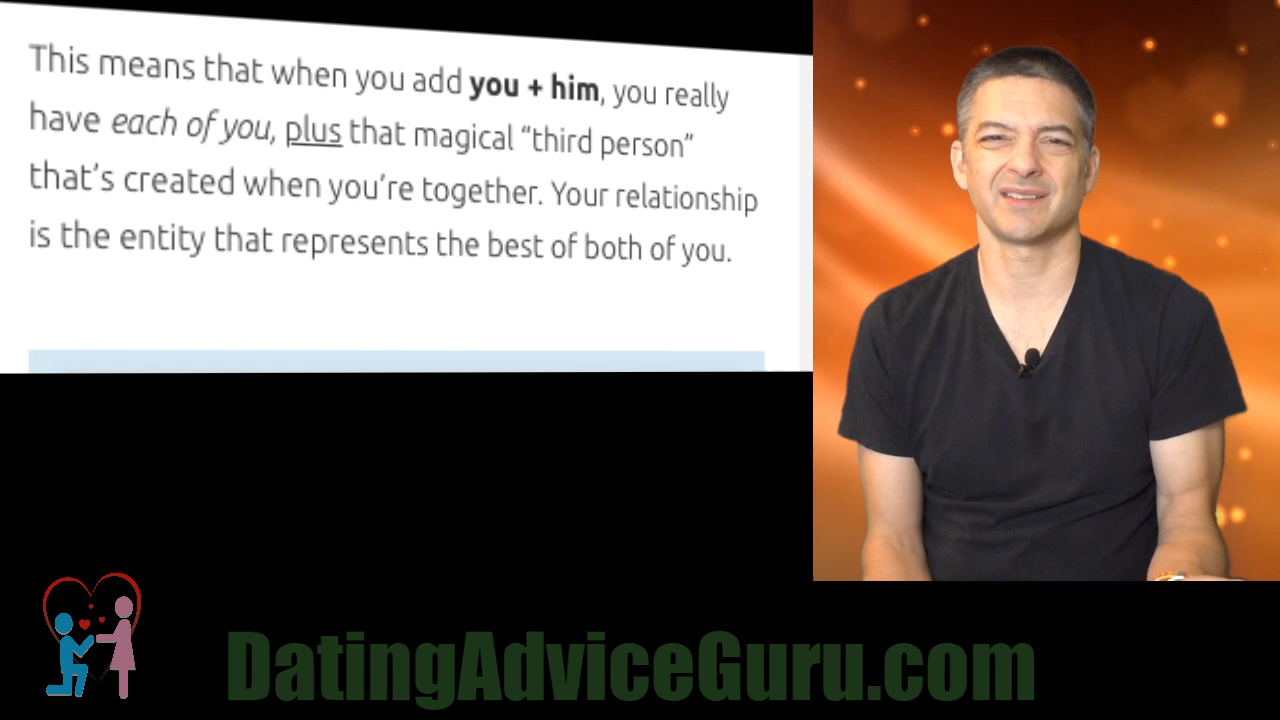 This means that when you add you + him, you really
have each of you, plus that magical “third person”
that’s created when you’re together. Your relationship
is the entity that represents the best of both of you.
DatingAdviceGuru.com